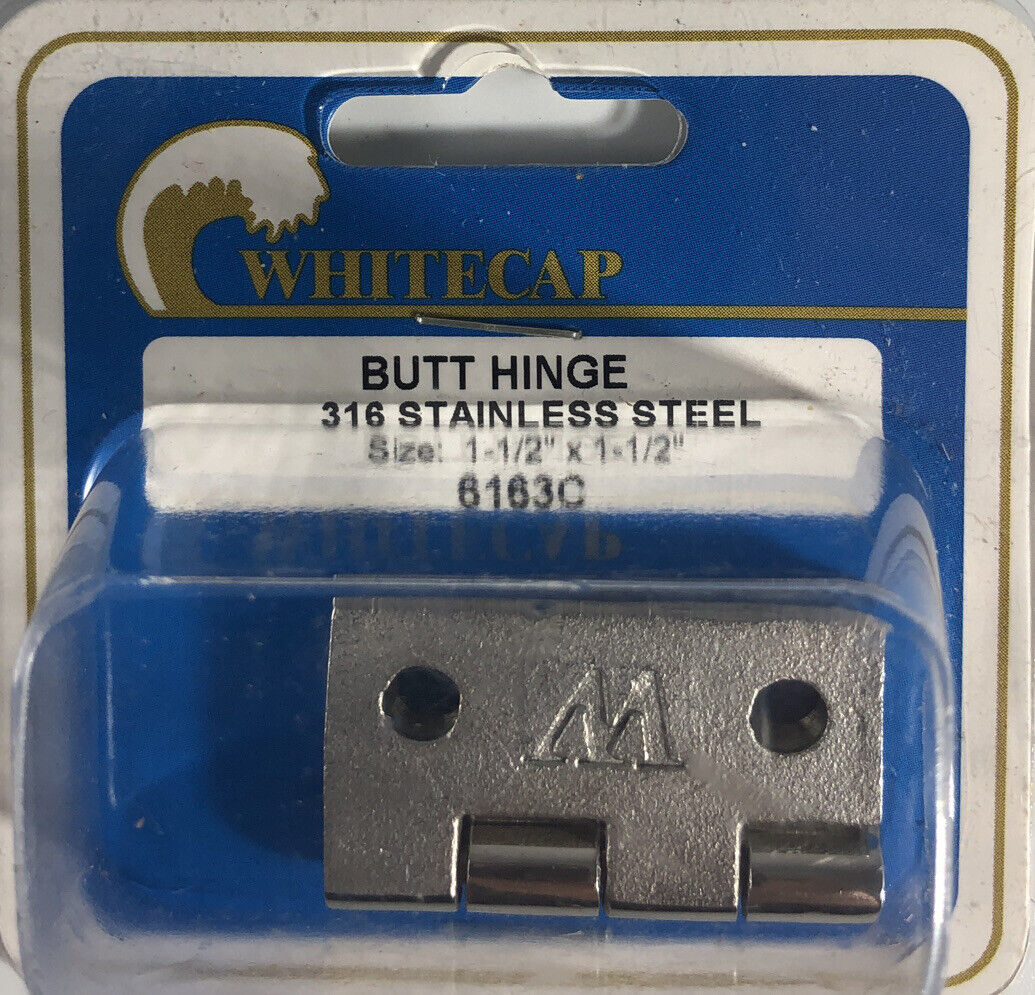 WHITECAP
BUTT HINGE
316 STAINLESS STEEL
Size: 1-1/2" x 1-1/2"
6163C
W